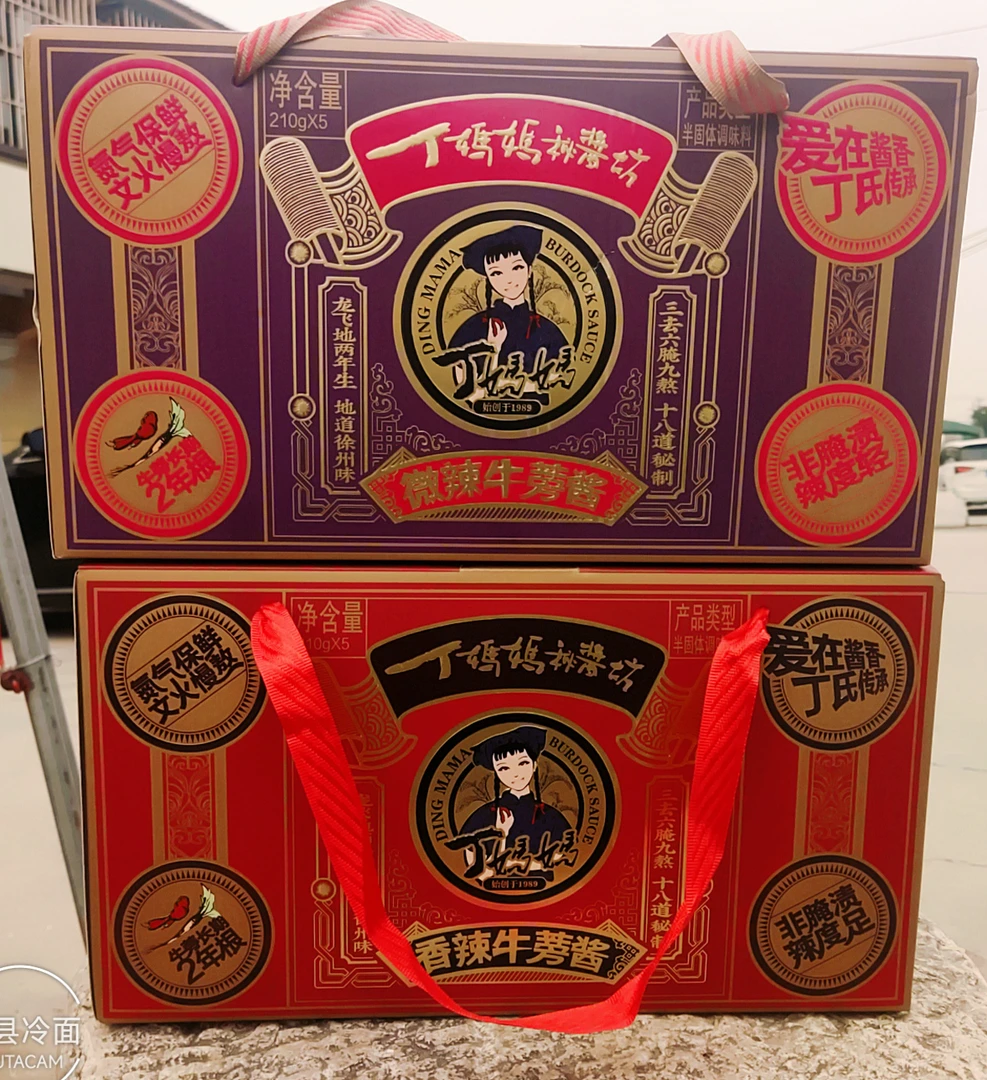 净含量
210gX5
产品类型
半固体调味料
氮气保鲜
文火慢熬
丁媽媽秘醬坊
爱在酱香
丁氏传承
DING MAMA BURDOCK SAUCE
丁媽媽
始创于1989
龙飞地两年生 地道徐州味
三去六腌九熬 十八道秘制
牛蒡长期
2年根
微辣牛蒡酱
非腌渍
辣度轻
净含量
10gX5
产品类型
半固体调
氮气保鲜
文火慢熬
丁媽媽秘醬坊
爱在酱香
丁氏传承
DING MAMA BURDOCK SAUCE
丁媽媽
始创于1989
州味
三去六腌九熬 十八道秘制
牛蒡长期
2年根
香辣牛蒡酱
非腌渍
辣度足
县冷面
UTACAM